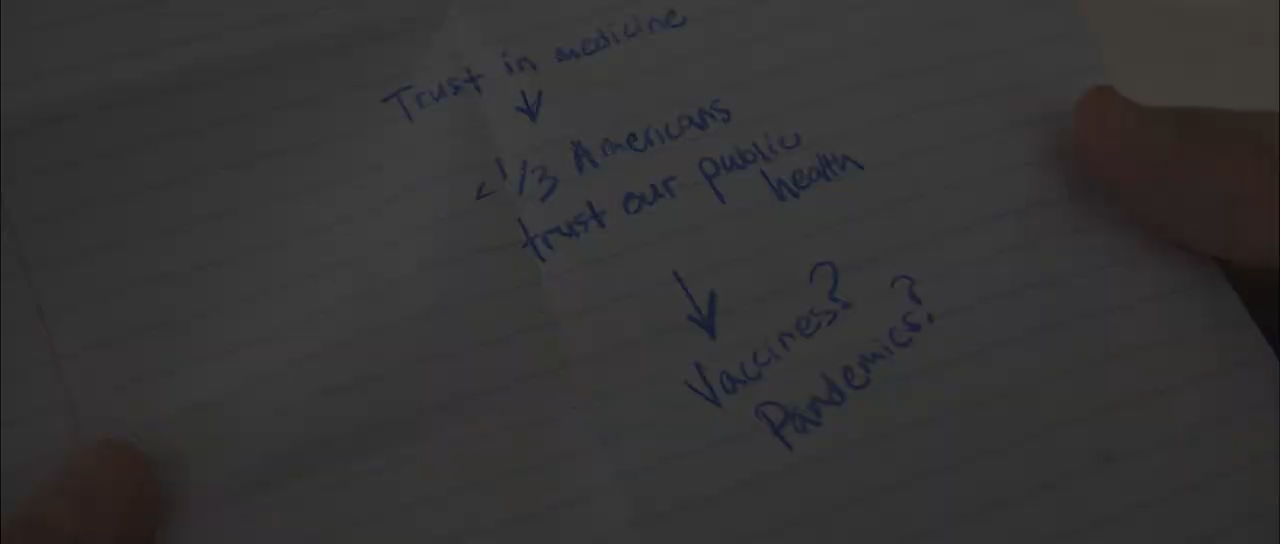 Trust in medicine
↓
<1/3 Americans
trust our public
health
↓
Vaccines?
Pandemics?